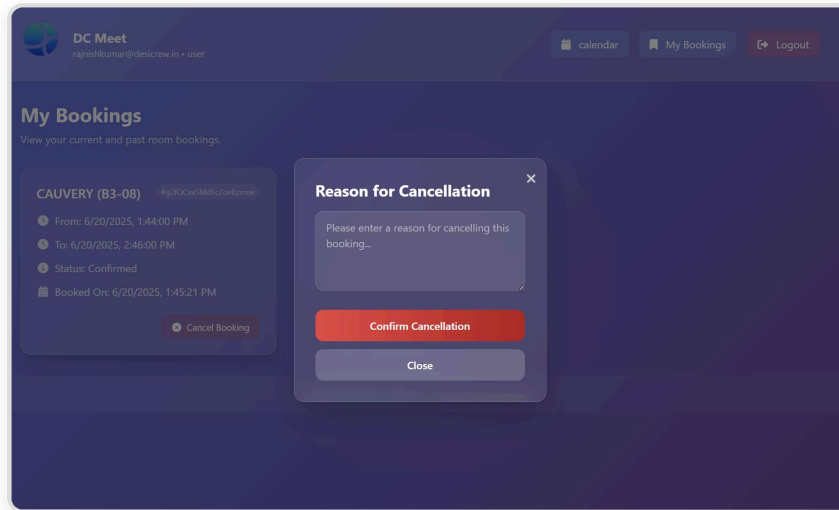 DC Meet
rajnishkumar@desicrew.in • user
calendar
My Bookings
Logout
My Bookings
View your current and past room bookings.
CAUVERY (B3-08)
From: 6/20/2025, 1:44:00 PM
To: 6/20/2025, 2:46:00 PM
Status: Confirmed
Booked On: 6/20/2025, 1:45:21 PM
Cancel Booking
Reason for Cancellation
Please enter a reason for cancelling this
booking...
Confirm Cancellation
Close